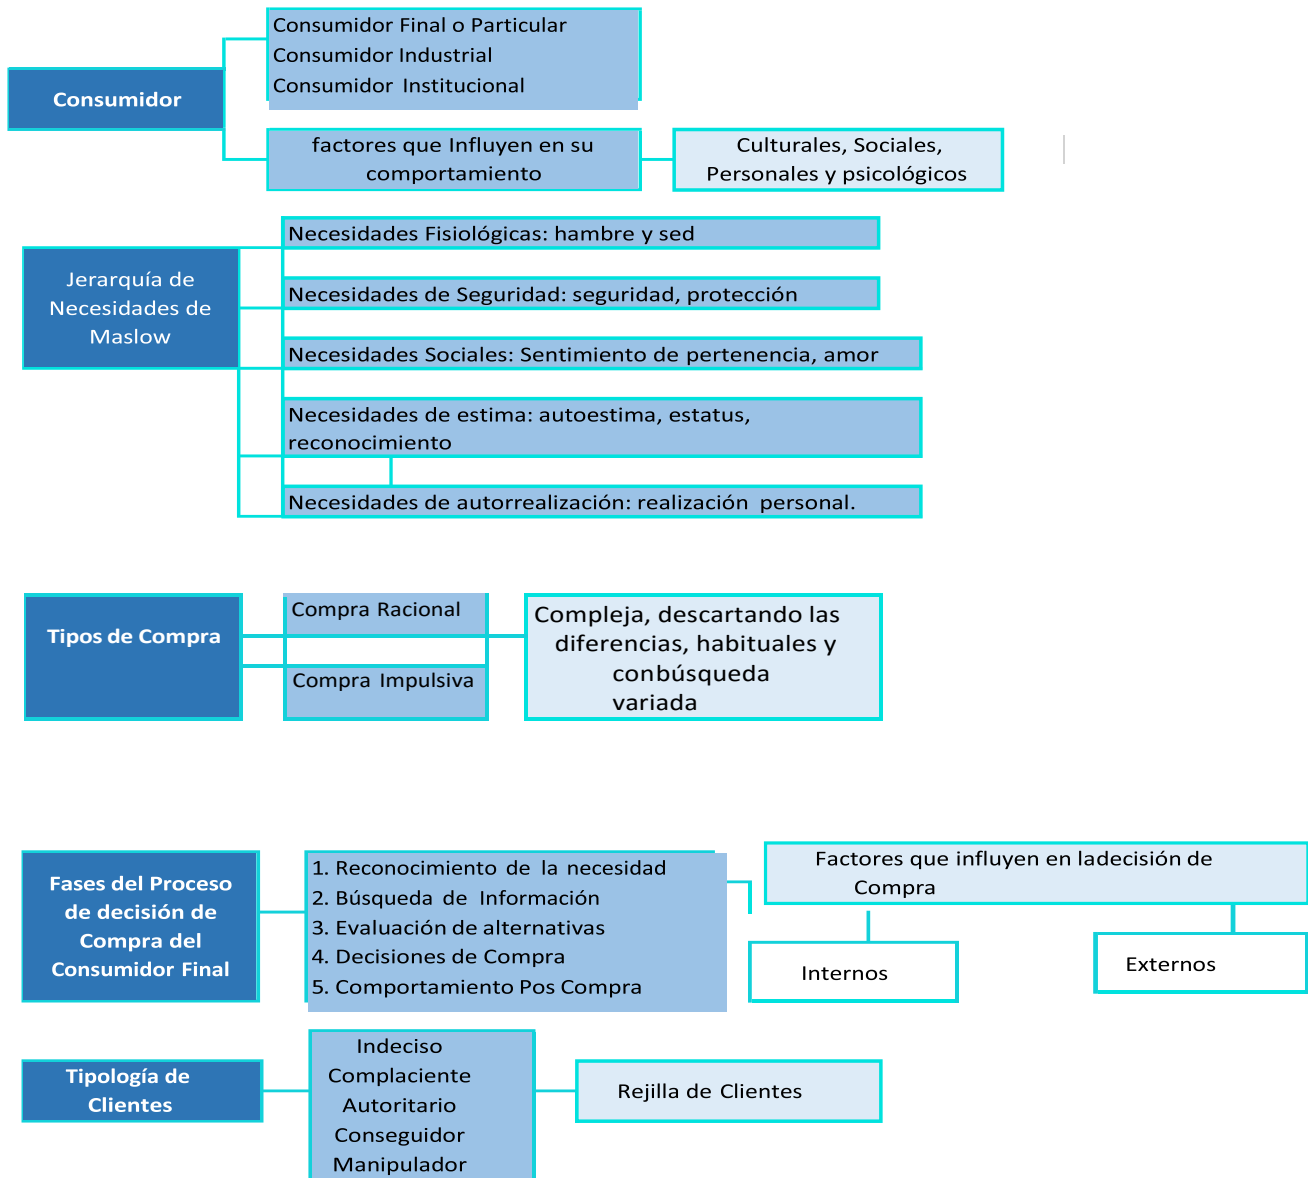 Consumidor
Consumidor Final o Particular
Consumidor Industrial
Consumidor Institucional
factores que Influyen en su
comportamiento
Culturales, Sociales,
Personales y psicológicos
Jerarquía de
Necesidades de
Maslow
Necesidades Fisiológicas: hambre y sed
Necesidades de Seguridad: seguridad, protección
Necesidades Sociales: Sentimiento de pertenencia, amor
Necesidades de estima: autoestima, estatus,
reconocimiento
Necesidades de autorrealización: realización personal.
Tipos de Compra
Compra Racional
Compra Impulsiva
Compleja, descartando las
diferencias, habituales y
conbúsqueda
variada
Fases del Proceso
de decisión de
Compra del
Consumidor Final
1. Reconocimiento de la necesidad
2. Búsqueda de Información
3. Evaluación de alternativas
4. Decisiones de Compra
5. Comportamiento Pos Compra
Factores que influyen en ladecisión de
Compra
Internos
Externos
Tipología de
Clientes
Indeciso
Complaciente
Autoritario
Conseguidor
Manipulador
Rejilla de Clientes